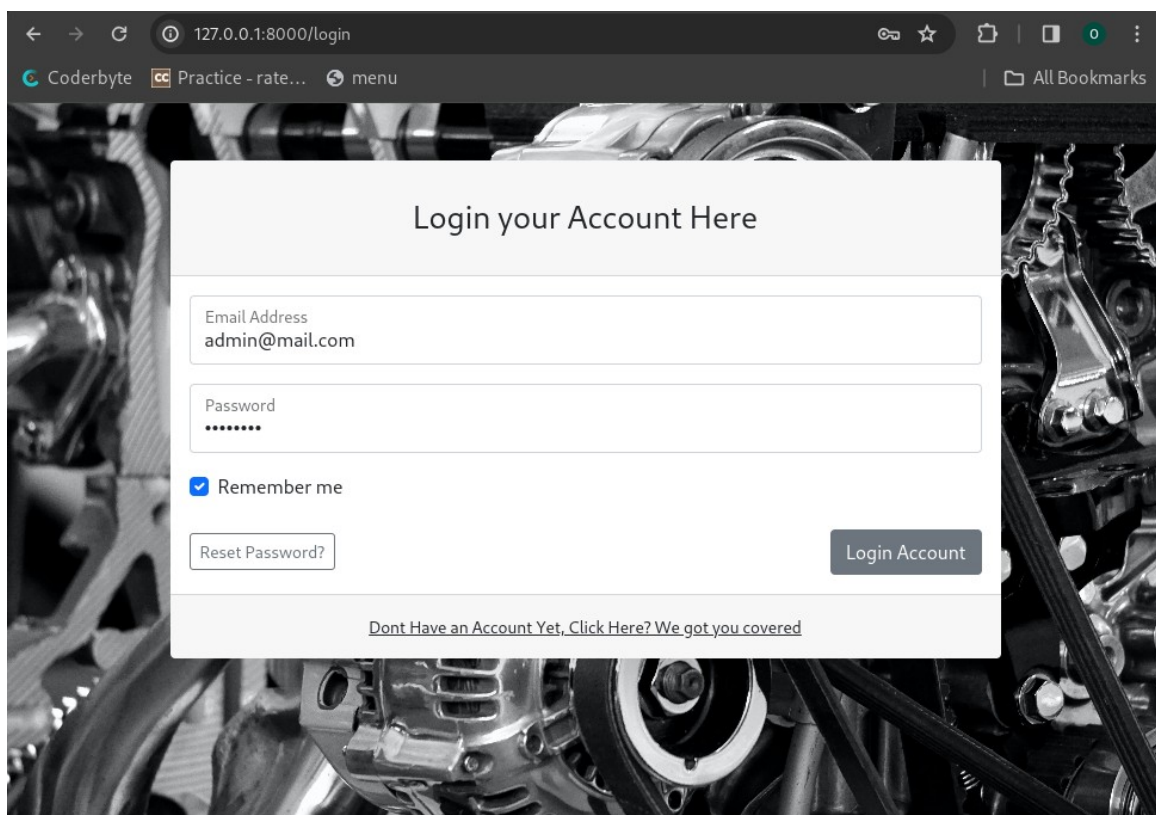 127.0.0.1:8000/login
O
Coderbyte
CC
Practice - rate...
menu
All Bookmarks
Login your Account Here
Email Address
admin@mail.com
Password
••••••••
Remember me
Reset Password?
Login Account
Dont Have an Account Yet, Click Here? We got you covered